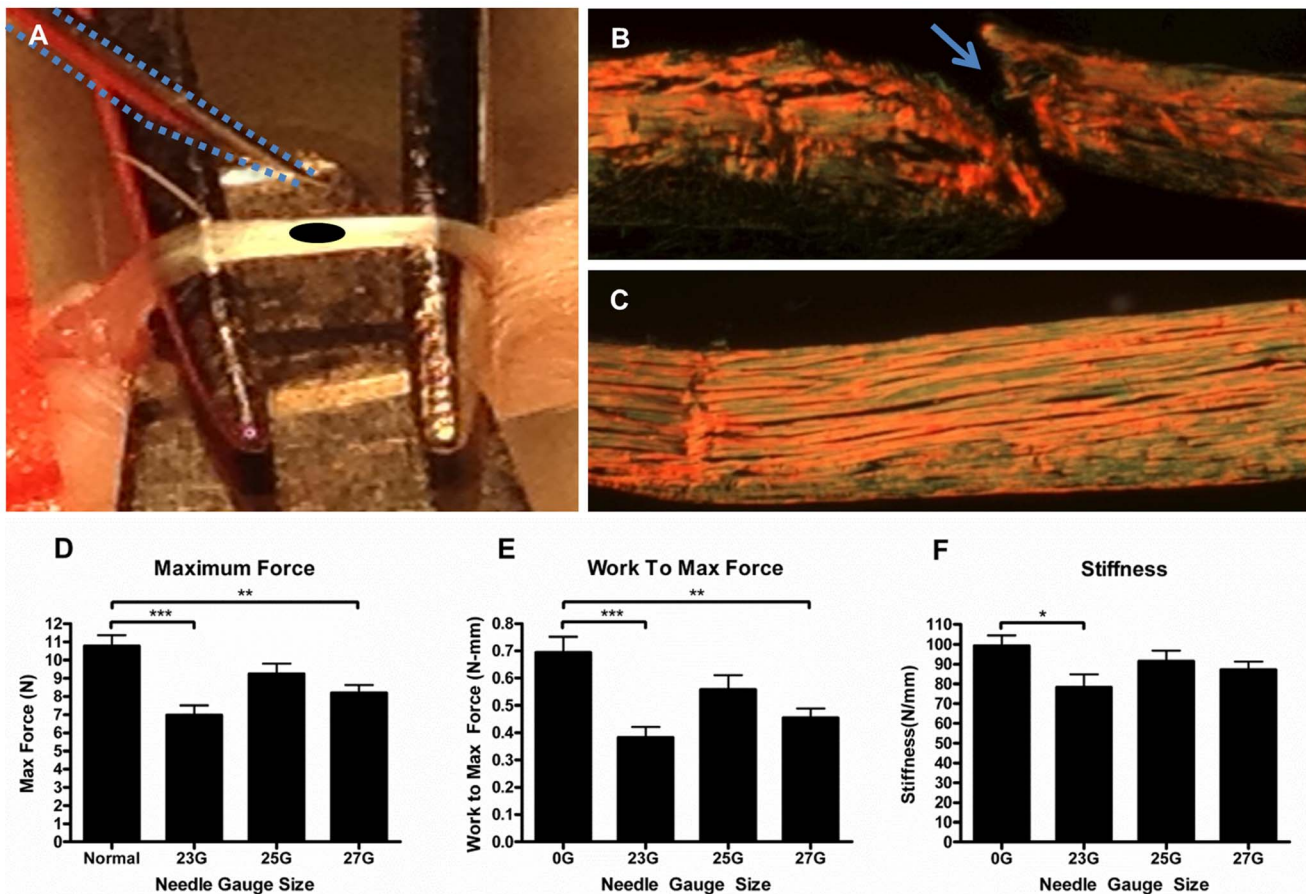 A
B
C
D
Maximum Force
***
**
Max Force (N)
12
11
10
9
8
7
6
5
4
3
2
1
0
Normal 23G 25G 27G
Needle Gauge Size
E
Work To Max Force
***
**
Work to Max Force (N-mm)
0.8
0.7
0.6
0.5
0.4
0.3
0.2
0.1
0.0
0G 23G 25G 27G
Needle Gauge Size
F
Stiffness
*
Stiffness(N/mm)
110
100
90
80
70
60
50
40
30
20
10
0
0G 23G 25G 27G
Needle Gauge Size